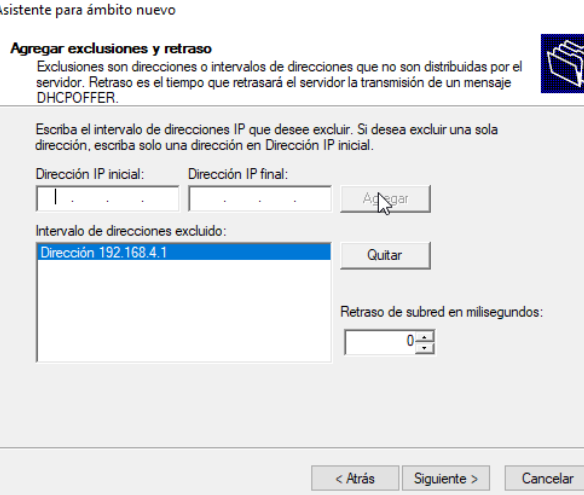 Asistente para ámbito nuevo
Agregar exclusiones y retraso
Exclusiones son direcciones o intervalos de direcciones que no son distribuidas por el
servidor. Retraso es el tiempo que retrasará el servidor la transmisión de un mensaje
DHCPOFFER.
Escriba el intervalo de direcciones IP que desee excluir. Si desea excluir una sola
dirección, escriba solo una dirección en Dirección IP inicial.
Dirección IP inicial: Dirección IP final:
Agregar
Intervalo de direcciones excluido:
Dirección 192.168.4.1
Quitar
Retraso de subred en milisegundos:
0
< Atrás Siguiente > Cancelar